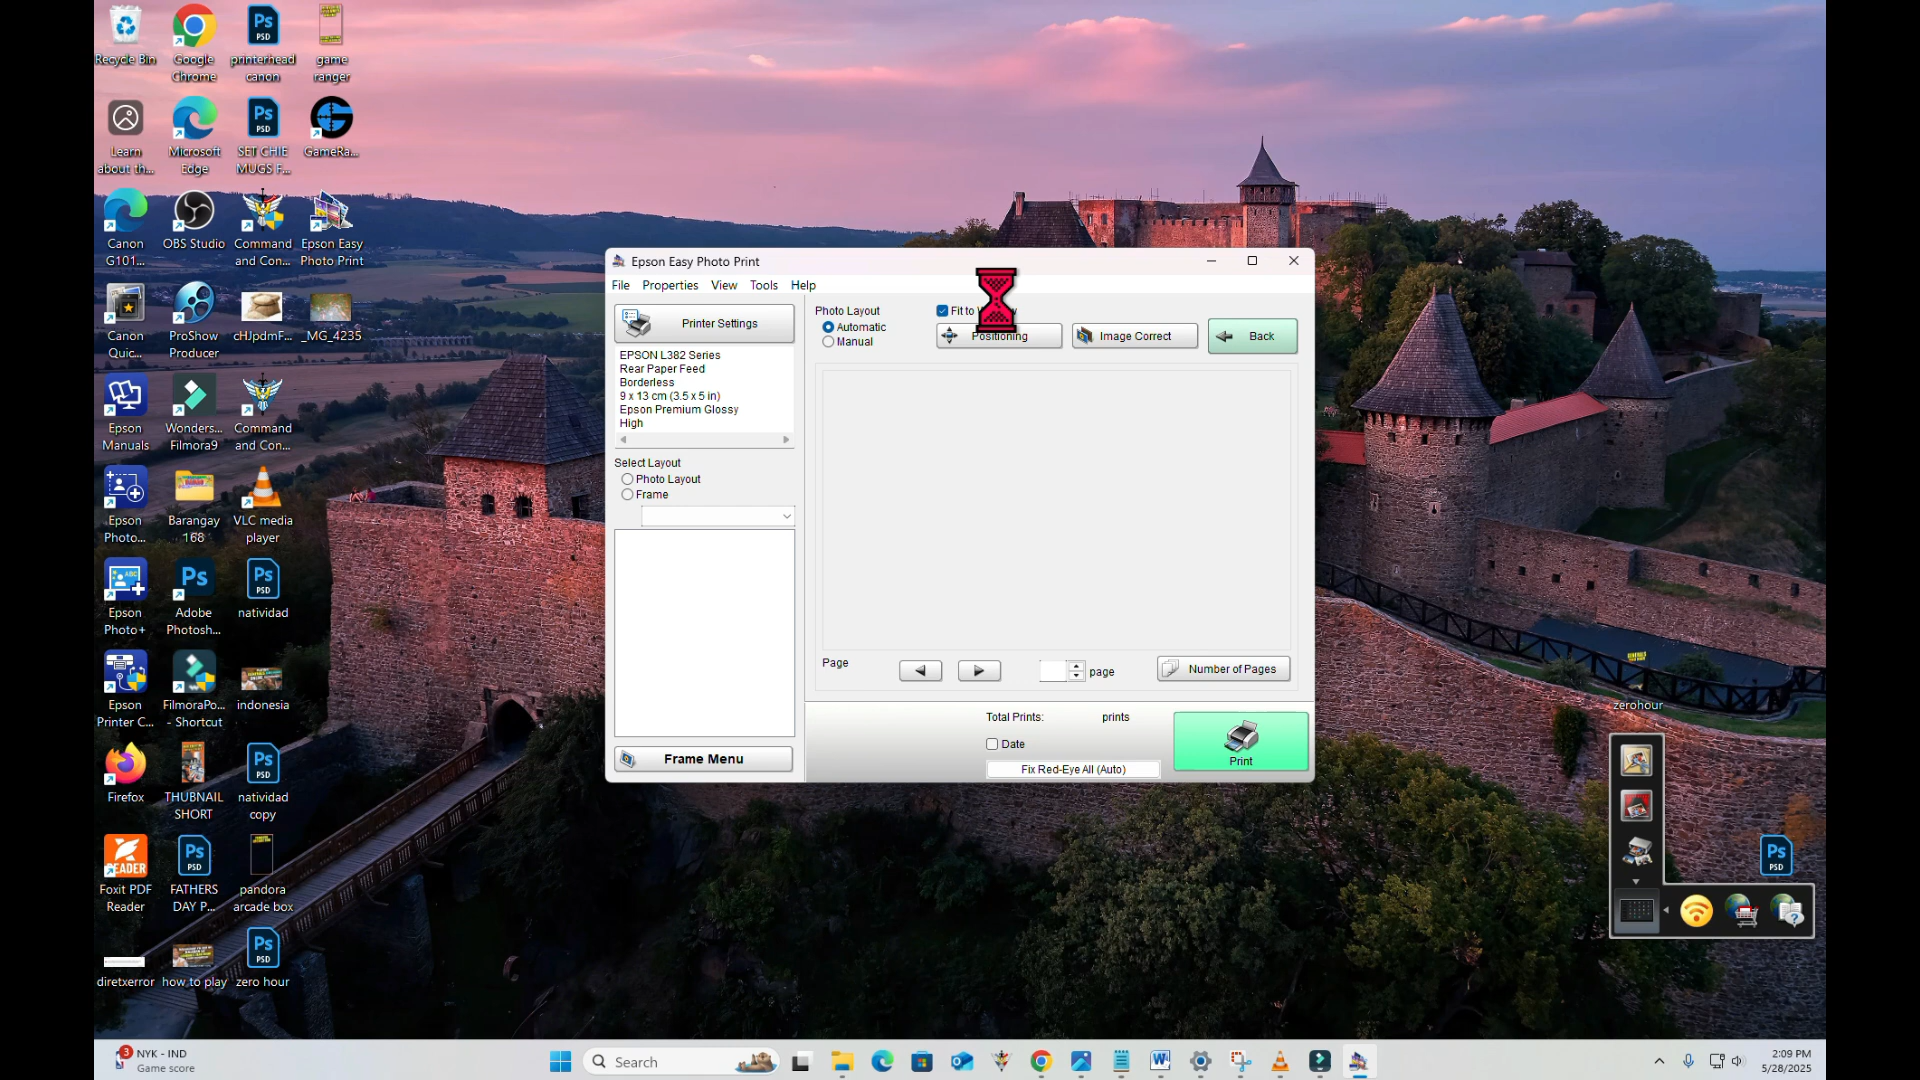 Recycle Bin
Google
Chrome
printerhead
canon
game
ranger
Learn
about th...
Microsoft
Edge
SET CHIE
MUGS F...
GameRa...
Canon
G101...
OBS Studio
Command
and Con...
Epson Easy
Photo Print
Canon
Quic...
ProShow
Producer
cHJpdmF...
_MG_4235
Epson
Manuals
Wonders...
Filmora9
Command
and Con...
Epson
Photo...
Barangay
168
VLC media
player
Epson
Photo+
Adobe
Photosh...
natividad
Epson
Printer C...
FilmoraPo...
- Shortcut
indonesia
Firefox
THUBNAIL
SHORT
natividad
copy
Foxit PDF
Reader
FATHERS
DAY P...
pandora
arcade box
diretxerror
how to play
zero hour
zerohour
Epson Easy Photo Print
File Properties View Tools Help
Printer Settings
EPSON L382 Series
Rear Paper Feed
Borderless
9 x 13 cm (3.5 x 5 in)
Epson Premium Glossy
High
Select Layout
Photo Layout
Frame
Frame Menu
Photo Layout
Automatic
Manual
Fit to
Positioning
Image Correct
Back
Page
page
Number of Pages
Total Prints: prints
Date
Fix Red-Eye All (Auto)
Print
3
NYK - IND
Game score
Search
2:09 PM
5/28/2025